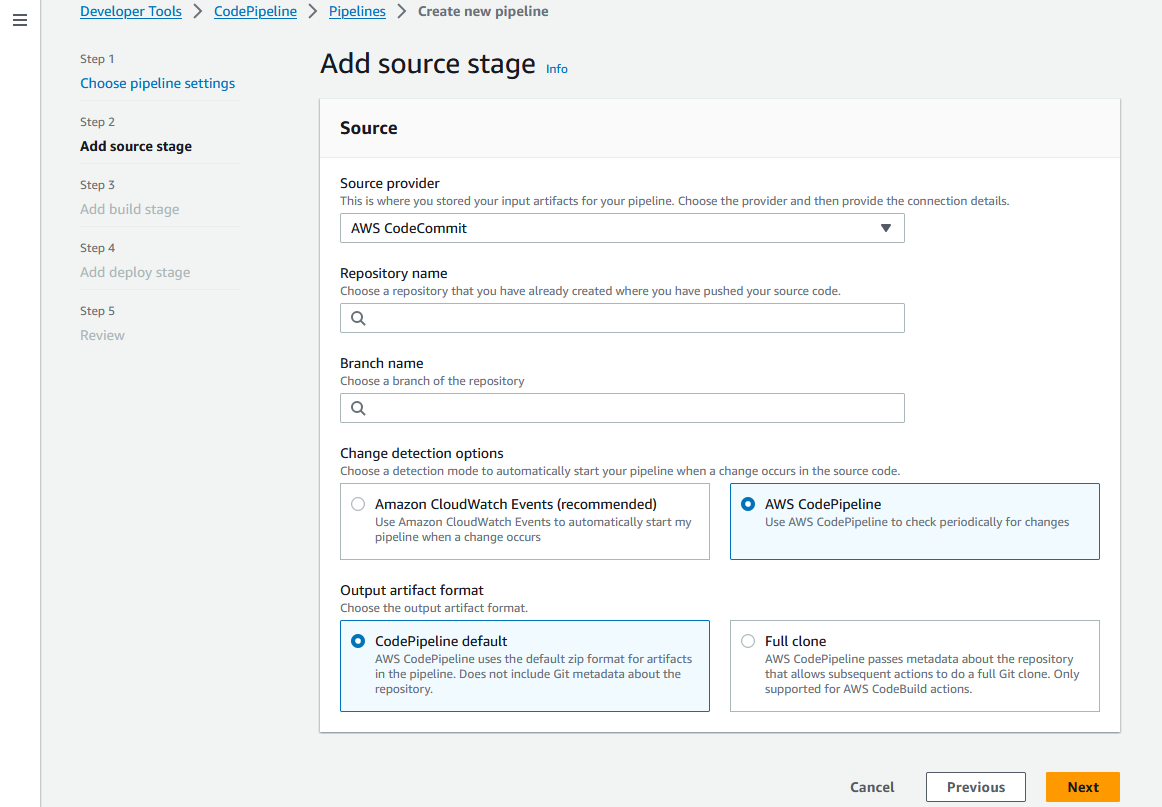 Developer Tools > CodePipeline > Pipelines > Create new pipeline
Step 1
Choose pipeline settings
Step 2
Add source stage
Step 3
Add build stage
Step 4
Add deploy stage
Step 5
Review
Add source stage Info
Source
Source provider
This is where you stored your input artifacts for your pipeline. Choose the provider and then provide the connection details.
AWS CodeCommit
Repository name
Choose a repository that you have already created where you have pushed your source code.
Branch name
Choose a branch of the repository
Change detection options
Choose a detection mode to automatically start your pipeline when a change occurs in the source code.
Amazon CloudWatch Events (recommended)
Use Amazon CloudWatch Events to automatically start my
pipeline when a change occurs
AWS CodePipeline
Use AWS CodePipeline to check periodically for changes
Output artifact format
Choose the output artifact format.
CodePipeline default
AWS CodePipeline uses the default zip format for artifacts
in the pipeline. Does not include Git metadata about the
repository.
Full clone
AWS CodePipeline passes metadata about the repository
that allows subsequent actions to do a full Git clone. Only
supported for AWS CodeBuild actions.
Cancel
Previous
Next